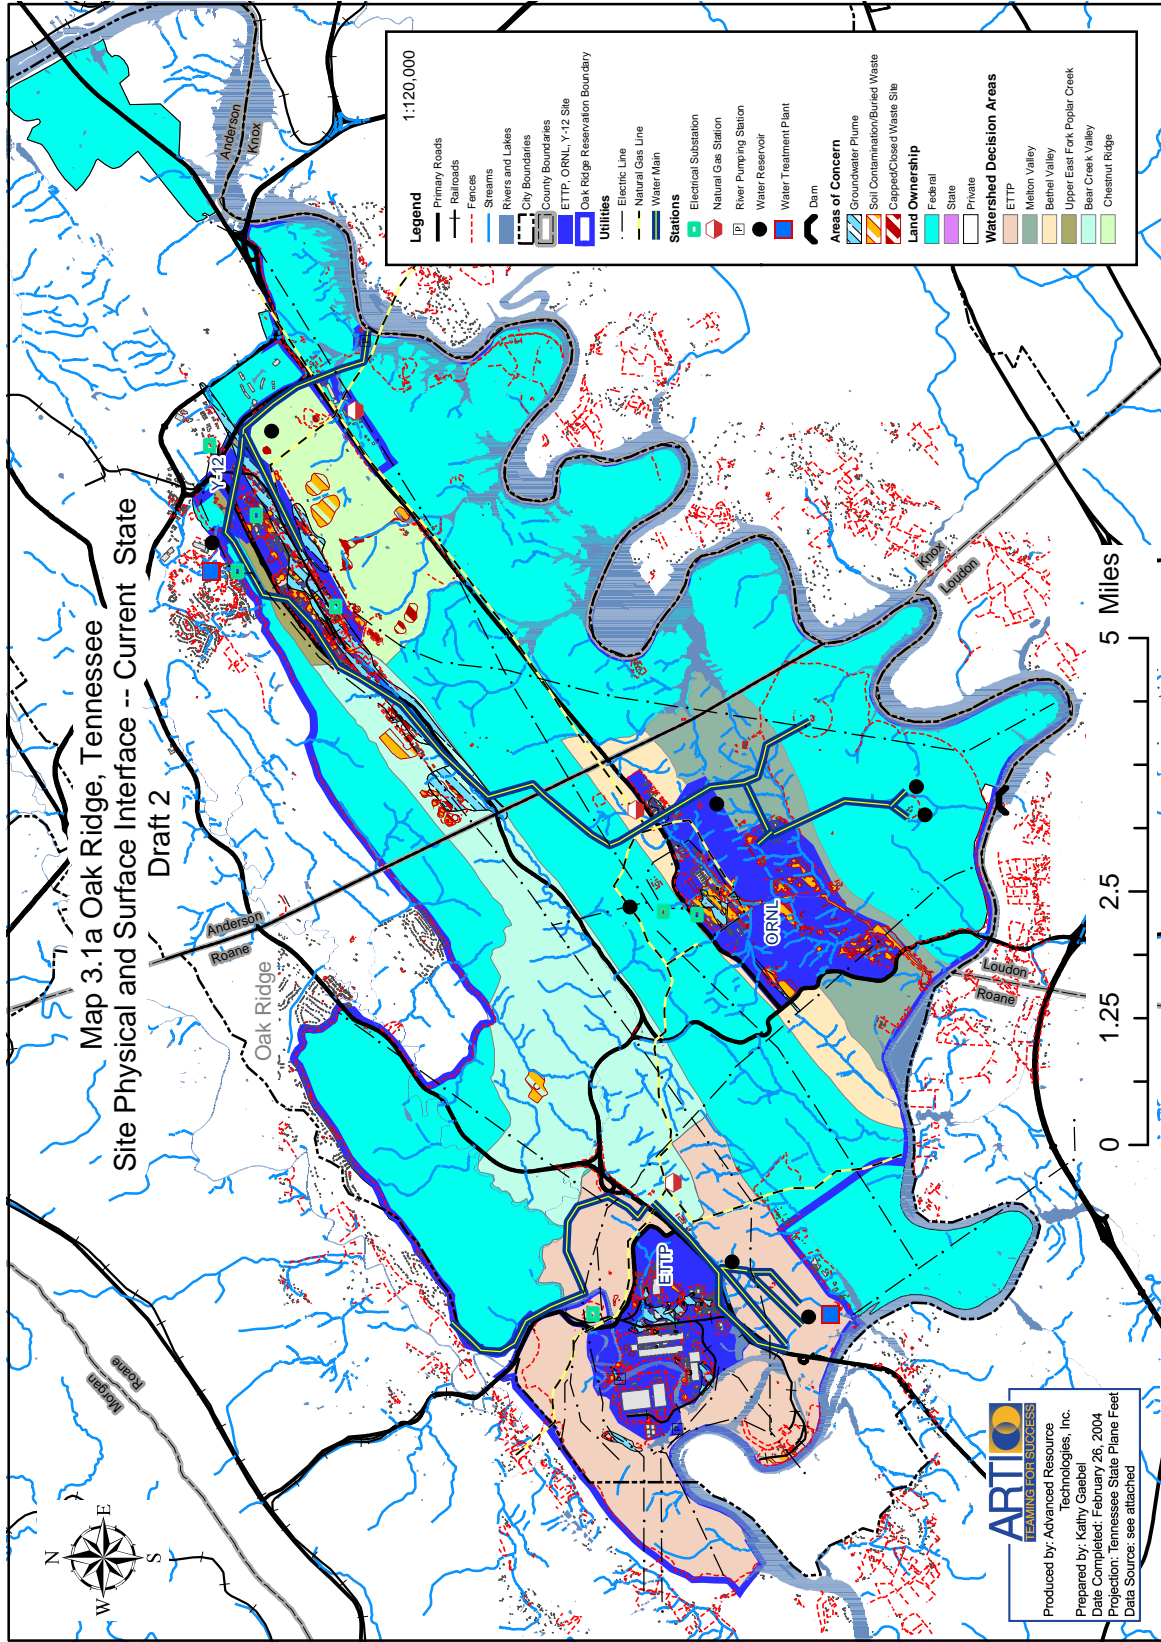 Map 3.1a Oak Ridge, Tennessee
Site Physical and Surface Interface -- Current State
Draft 2
N
W
E
S
Morgan
Roane
Oak Ridge
Anderson
Roane
Anderson
Knox
Y-12
ORNL
ETTP
Knox
Loudon
Loudon
Roane
1:120,000
Legend
Primary Roads
Railroads
Fences
Streams
Rivers and Lakes
City Boundaries
County Boundaries
ETTP, ORNL, Y-12 Site
Oak Ridge Reservation Boundary
Utilities
Electric Line
Natural Gas Line
Water Main
Stations
Electrical Substation
Natural Gas Station
P River Pumping Station
Water Reservoir
Water Treatment Plant
Dam
Areas of Concern
Groundwater Plume
Soil Contamination/Buried Waste
Capped/Closed Waste Site
Land Ownership
Federal
State
Private
Watershed Decision Areas
ETTP
Melton Valley
Bethel Valley
Upper East Fork Poplar Creek
Bear Creek Valley
Chestnut Ridge
0 1.25 2.5 5 Miles
ARTI
TEAMING FOR SUCCESS
Produced by: Advanced Resource
Technologies, Inc.
Prepared by: Kathy Gaebel
Date Completed: February 26, 2004
Projection: Tennessee State Plane Feet
Data Source: see attached